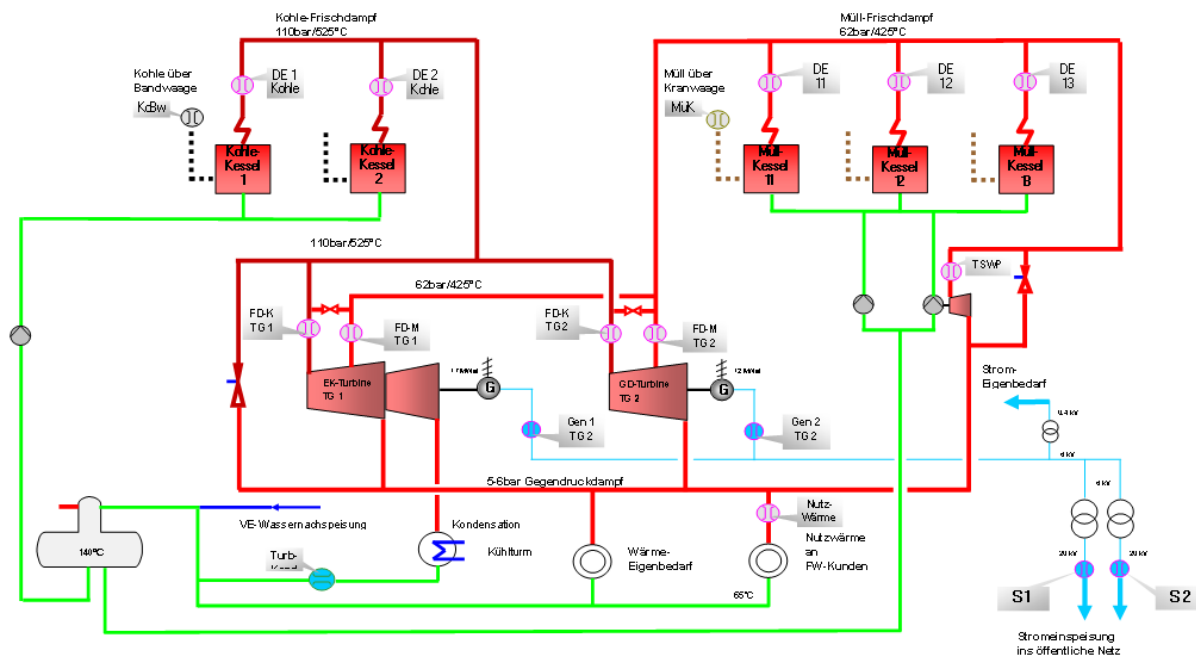 Kohle-Frischdampf
110bar/525°C
Müll-Frischdampf
62bar/425°C
Kohle über
Bandwaage
KoBw
DE 1
Kohle
DE 2
Kohle
Müll über
Kranwaage
MüK
DE
11
DE
12
DE
13
Kohle-
Kessel
1
Kohle-
Kessel
2
Müll-
Kessel
11
Müll-
Kessel
12
Müll-
Kessel
13
110bar/525°C
62bar/425°C
TSWP
FD-K
TG 1
FD-M
TG 1
FD-K
TG2
FD-M
TG 2
EK-Turbine
TG 1
G
GD-Turbine
TG 2
G
Strom-
Eigenbedarf
Gen 1
TG 2
Gen 2
TG 2
5-6bar Gegendruckdampf
VE-Wassernachspeisung
Kondensation
Kühlturm
140°C
Turb-
Wärme-
Eigenbedarf
Nutz-
Wärme
Nutzwärme
an
FW-Kunden
65°C
S1
S2
Stromeinspeisung
ins öffentliche Netz